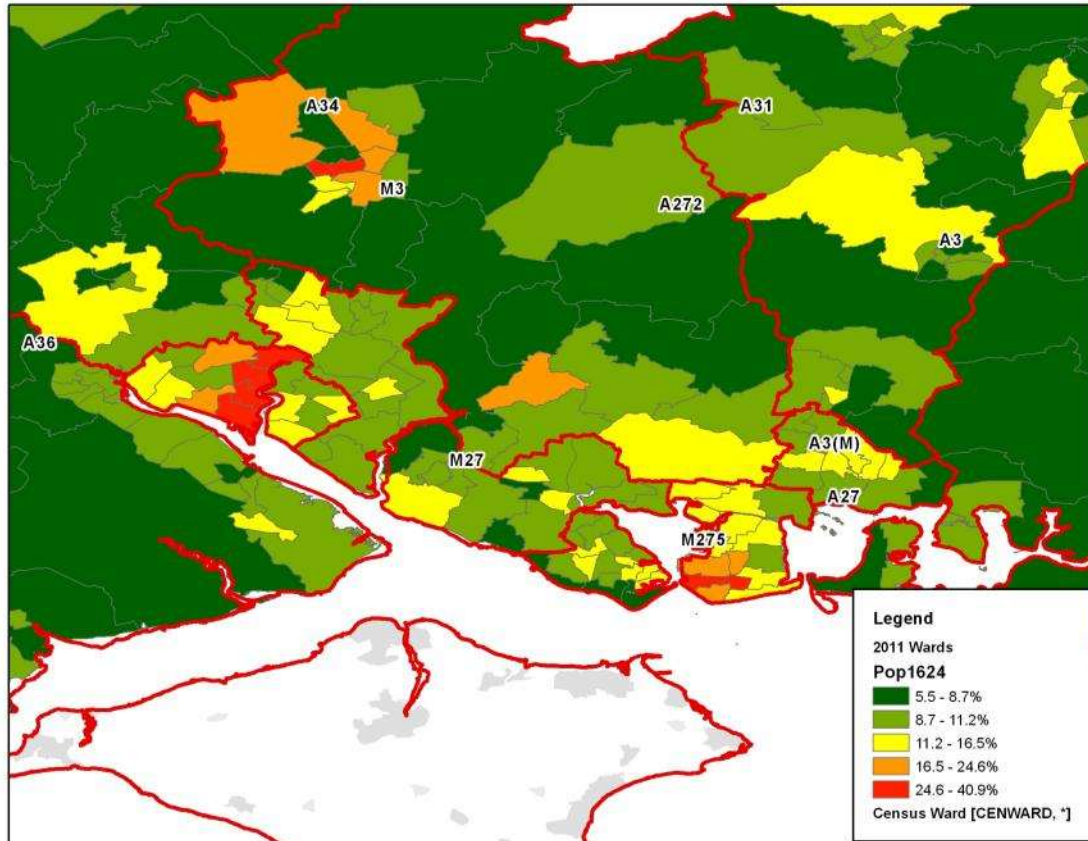 A34
A31
M3
A272
A3
A36
A3(M)
M27
A27
M275
Legend
2011 Wards
Pop1624
5.5 - 8.7%
8.7 - 11.2%
11.2 - 16.5%
16.5 - 24.6%
24.6 - 40.9%
Census Ward [CENWARD, *]